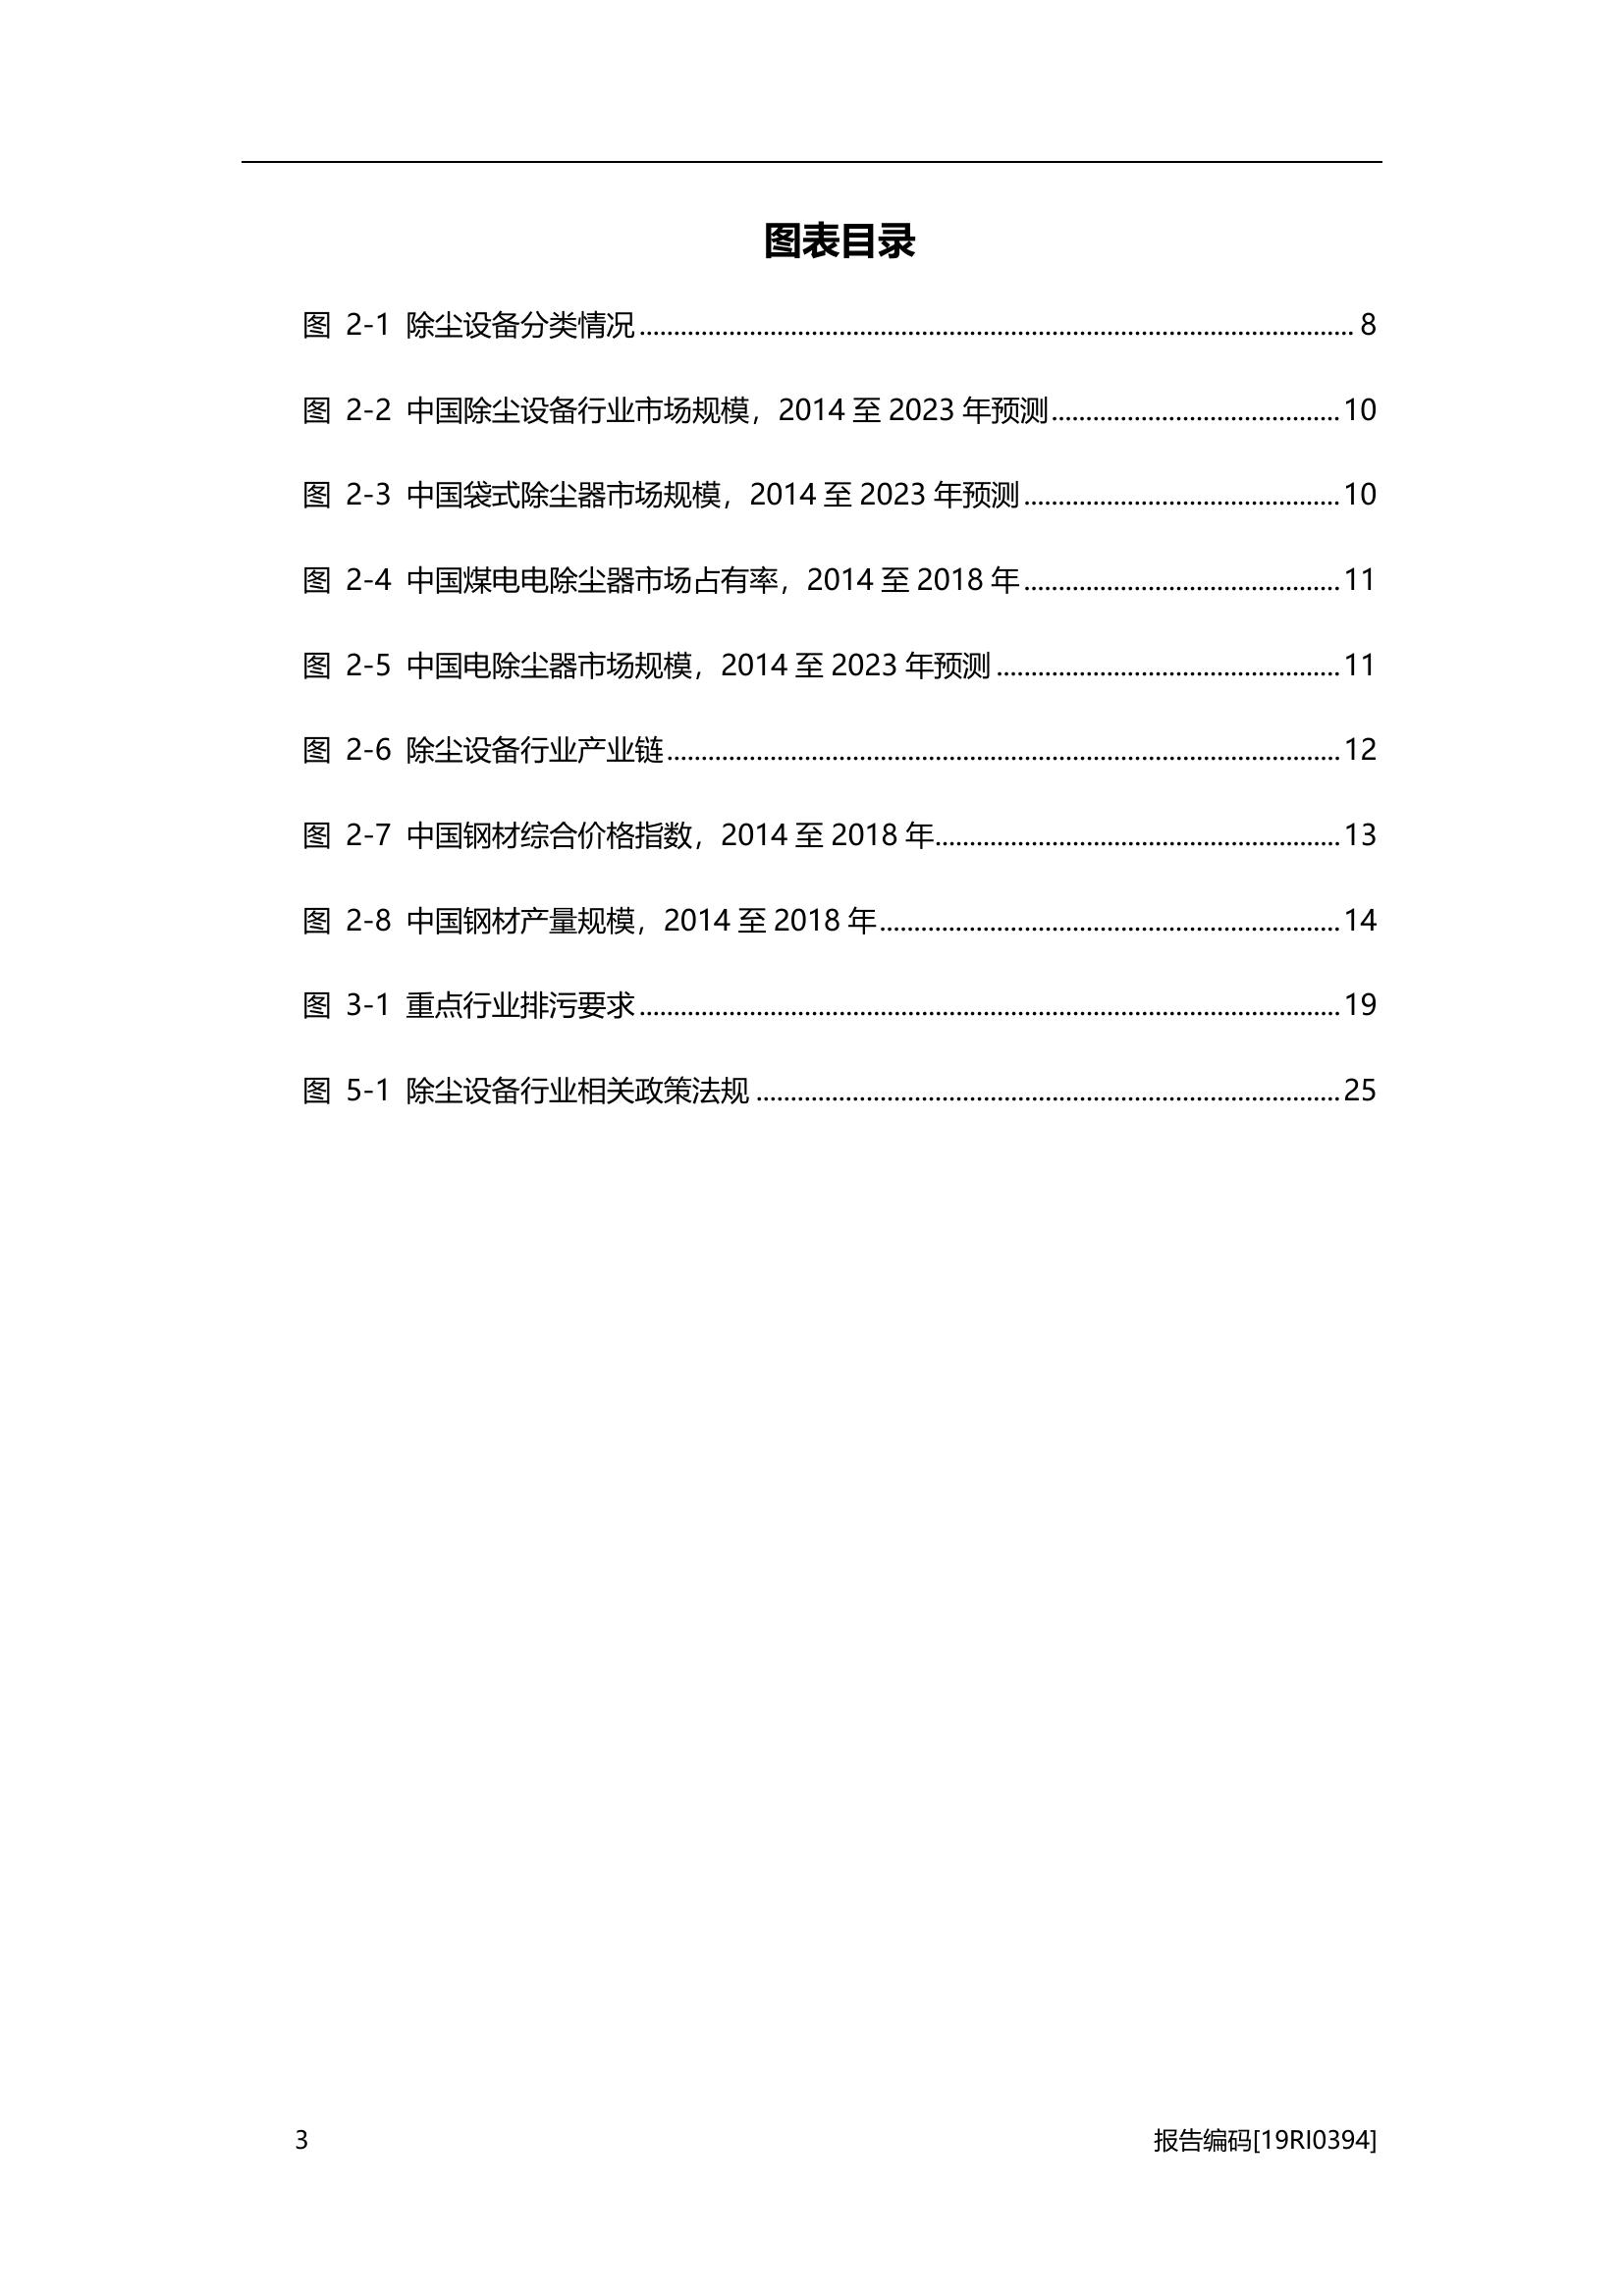 图表目录
图 2-1 除尘设备分类情况........................................................................................................ 8
图 2-2 中国除尘设备行业市场规模，2014 至 2023 年预测..........................................10
图 2-3 中国袋式除尘器市场规模，2014 至 2023 年预测..............................................10
图 2-4 中国煤电电除尘器市场占有率，2014 至 2018 年..............................................11
图 2-5 中国电除尘器市场规模，2014 至 2023 年预测..................................................11
图 2-6 除尘设备行业产业链..................................................................................................12
图 2-7 中国钢材综合价格指数，2014 至 2018 年...........................................................13
图 2-8 中国钢材产量规模，2014 至 2018 年...................................................................14
图 3-1 重点行业排污要求......................................................................................................19
图 5-1 除尘设备行业相关政策法规.....................................................................................25
3
报告编码[19RI0394]